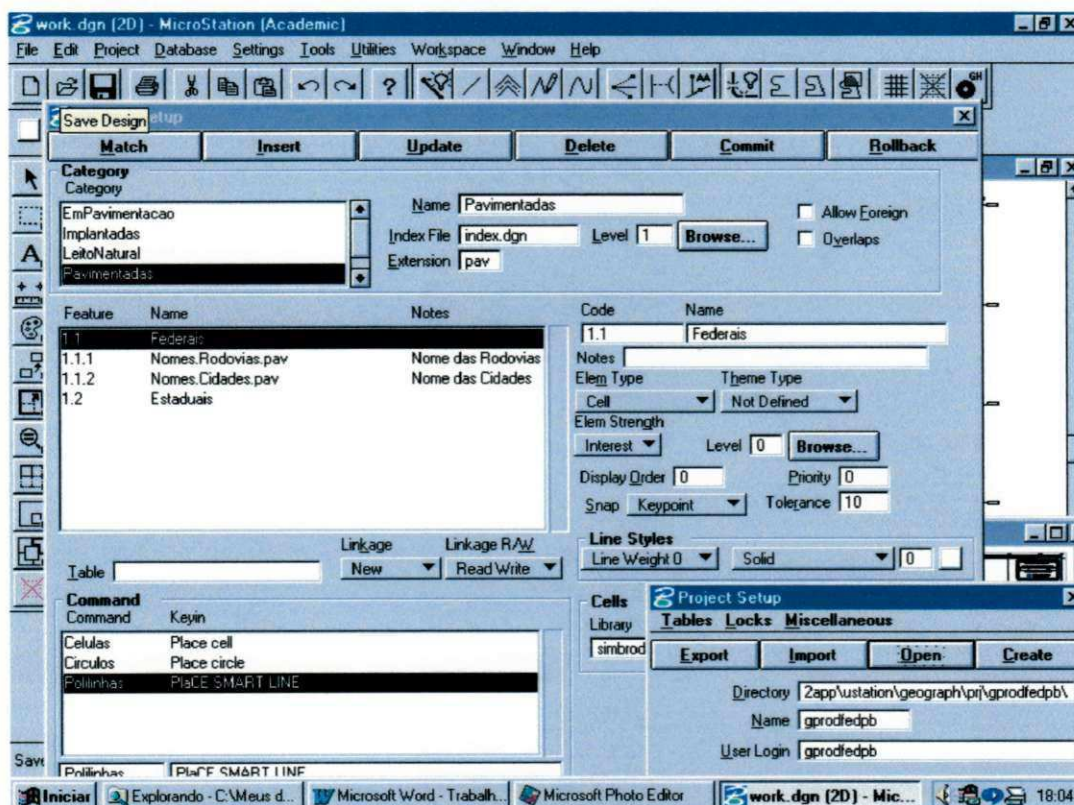 work.dgn (2D) - MicroStation (Academic)
File Edit Project Database Settings Tools Utilities Workspace Window Help
GH
Save Design
etup
Match Insert Update Delete Commit Rollback
Category
Category
EmPavimentacao
Implantadas
LeitoNatural
Pavimentadas
Name Pavimentadas
Index File index.dgn Level 1 Browse...
Extension pav
Allow Foreign
Overlaps
Feature Name Notes
1.1 Federais
1.1.1 Nomes.Rodovias.pav Nome das Rodovias
1.1.2 Nomes.Cidades.pav Nome das Cidades
1.2 Estaduais
Code Name
1.1 Federais
Notes
Elem Type Theme Type
Cell Not Defined
Elem Strength
Interest Level 0 Browse...
Display Order 0 Priority 0
Snap Keypoint Tolerance 10
Line Styles
Line Weight 0 Solid 0
Linkage Linkage R/W
Table New Read Write
Command
Command Keyin
Celulas Place cell
Circulos Place circle
Polilinhas PlaCE SMART LINE
Polilinhas PlaCE SMART LINE
Cells
Library
simbrod
Project Setup
Tables Locks Miscellaneous
Export Import Open Create
Directory 2app\ustation\geograph\prj\gprodfedpb\
Name gprodfedpb
User Login gprodfedpb
Save
Iniciar Explorando - C:\Meus d... Microsoft Word - Trabalh... Microsoft Photo Editor work.dgn (2D) - Mic... 18:04